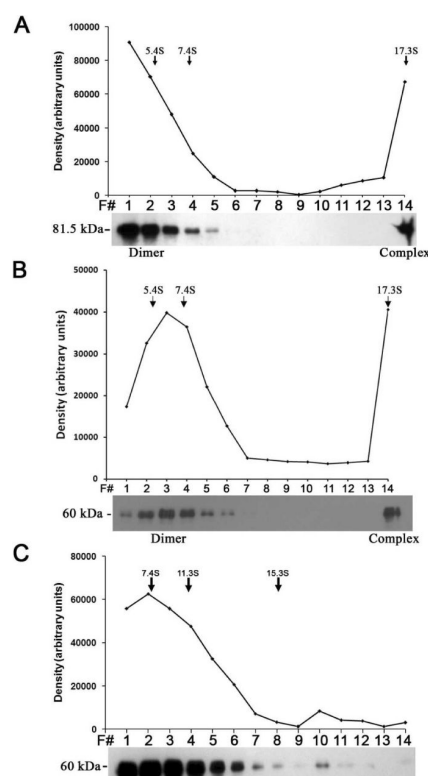 A
Density (arbitrary units)
100000
80000
60000
40000
20000
0
5.4S 7.4S 17.3S
F# 1 2 3 4 5 6 7 8 9 10 11 12 13 14
81.5 kDa-
Dimer Complex
B
Density (arbitrary units)
50000
40000
30000
20000
10000
0
5.4S 7.4S 17.3S
F# 1 2 3 4 5 6 7 8 9 10 11 12 13 14
60 kDa-
Dimer Complex
C
Density (arbitrary units)
80000
60000
40000
20000
0
7.4S 11.3S 15.3S
F# 1 2 3 4 5 6 7 8 9 10 11 12 13 14
60 kDa-